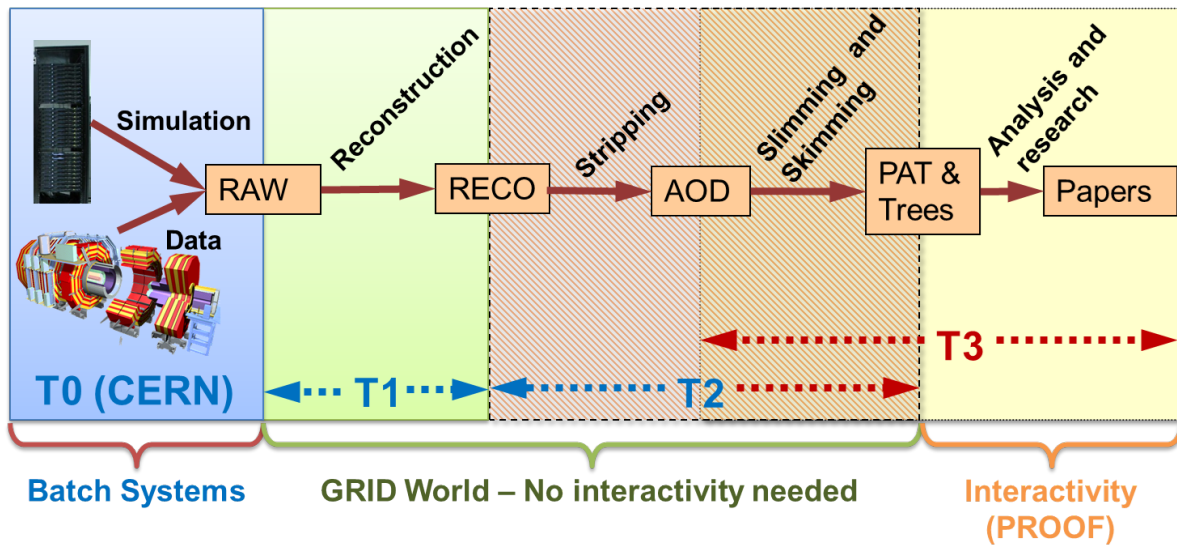 Simulation
Data
RAW
Reconstruction
RECO
Stripping
AOD
Slimming and
Skimming
PAT &
Trees
Analysis and
research
Papers
T3
T0 (CERN)
T1
T2
Batch Systems
GRID World – No interactivity needed
Interactivity
(PROOF)